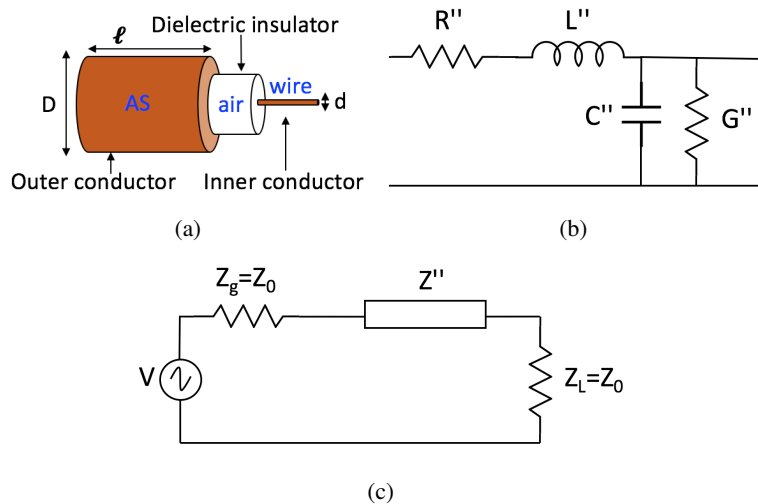 Dielectric insulator
ℓ
D
AS
air
wire
d
Outer conductor
Inner conductor
(a)
R''
L''
C''
G''
(b)
Zg=Z0
Z''
V
ZL=Z0
(c)